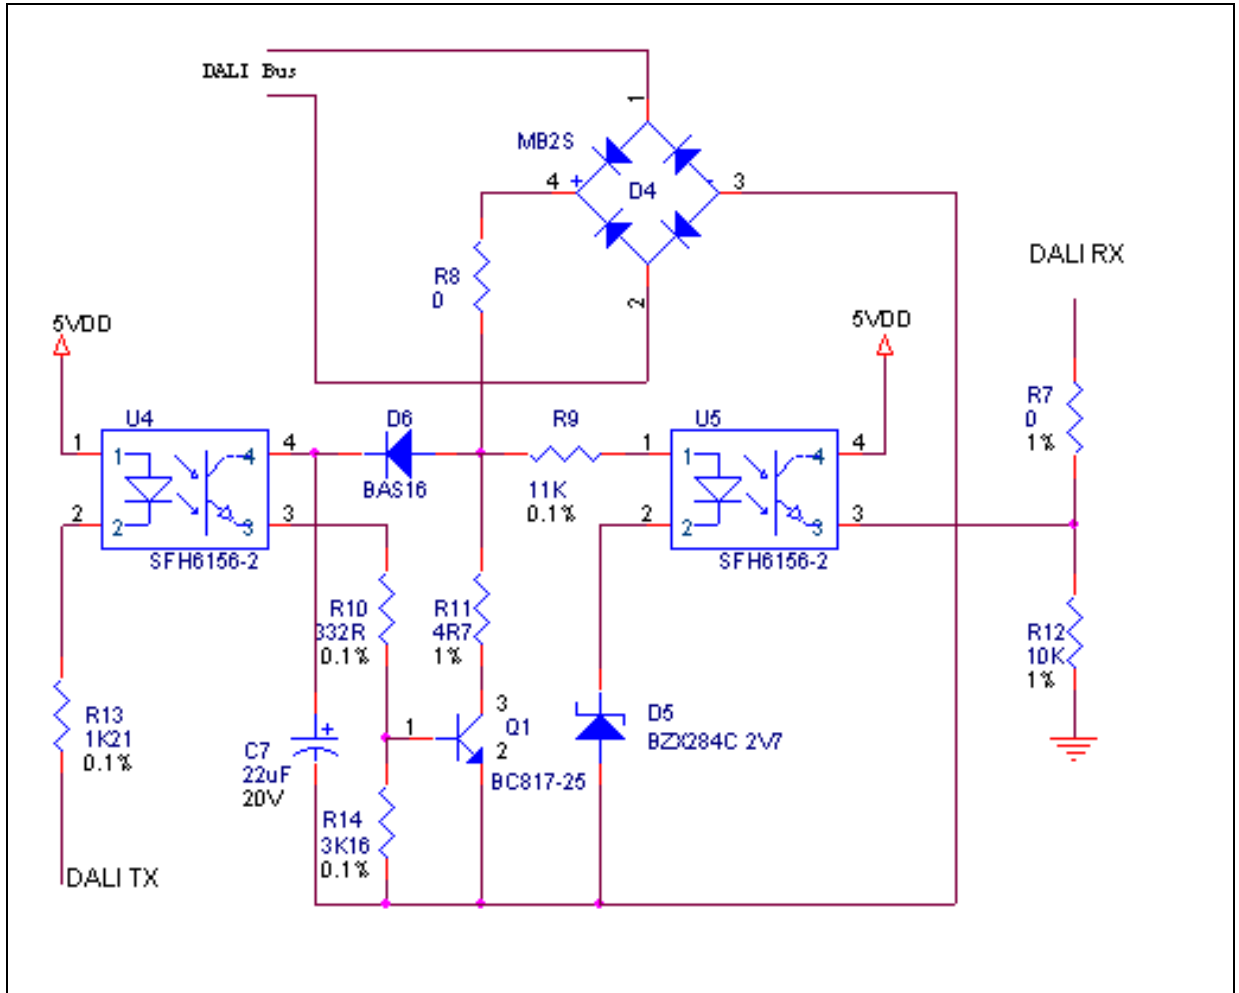 DALI Bus
1
MB2S
4
+
D4
-
3
2
R8
0
DALI RX
5VDD
5VDD
R7
0
1%
U4
1
1
4
4
2
2
3
3
SFH6156-2
D6
BAS16
R9
11K
0.1%
U5
1
1
4
4
2
2
3
3
SFH6156-2
R10
332R
0.1%
R11
4R7
1%
R12
10K
1%
R13
1K21
0.1%
C7
22uF
20V
+
1
3
Q1
2
BC817-25
D5
BZX284C 2V7
R14
3K16
0.1%
DALI TX